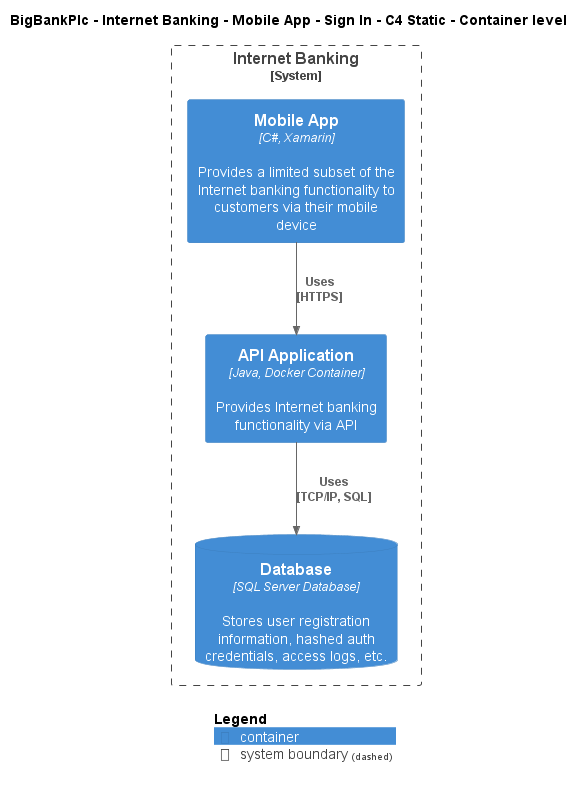 BigBankPlc - Internet Banking - Mobile App - Sign In - C4 Static - Container level
Internet Banking
[System]
Mobile App
[C#, Xamarin]
Provides a limited subset of the
Internet banking functionality to
customers via their mobile
device
Uses
[HTTPS]
API Application
[Java, Docker Container]
Provides Internet banking
functionality via API
Uses
[TCP/IP, SQL]
Database
[SQL Server Database]
Stores user registration
information, hashed auth
credentials, access logs, etc.
Legend
container
system boundary (dashed)